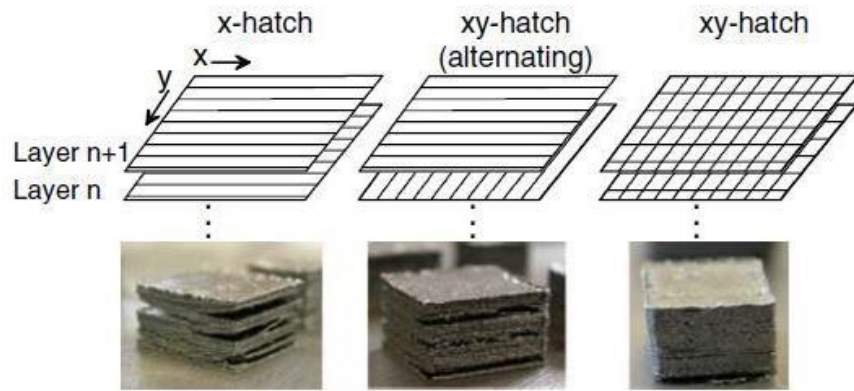 x-hatch
xy-hatch
(alternating)
xy-hatch
x
y
Layer n+1
Layer n